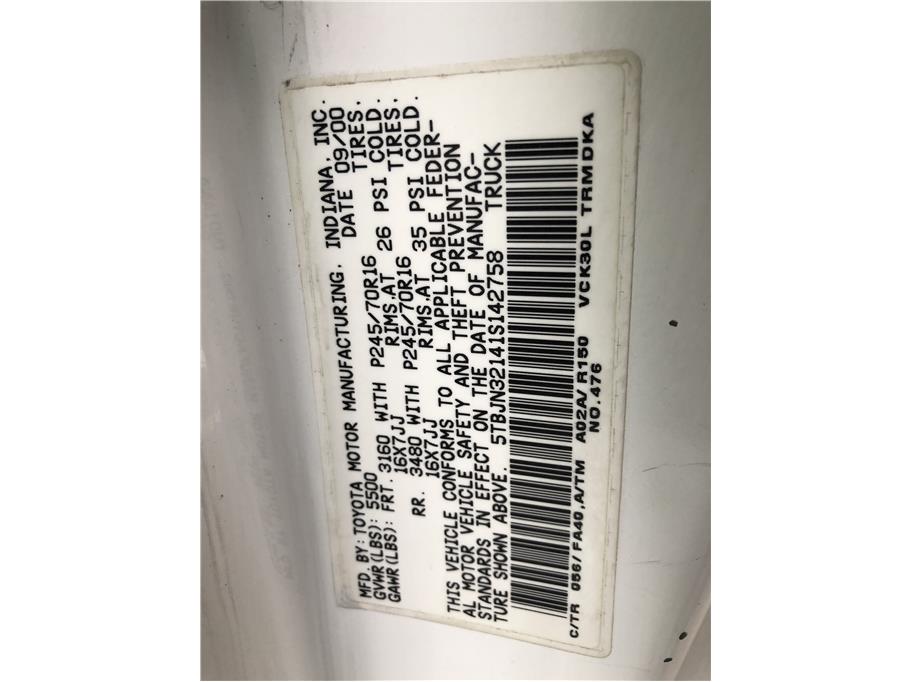 MFD. BY: TOYOTA MOTOR MANUFACTURING, INDIANA, INC.
GVWR(LBS): 5500 DATE 09/00
GAWR(LBS): FRT. 3160 WITH P245/70R16 TIRES,
16X7JJ RIMS,AT 26 PSI COLD.
RR. 3480 WITH P245/70R16 TIRES,
16X7JJ RIMS,AT 35 PSI COLD.
THIS VEHICLE CONFORMS TO ALL APPLICABLE FEDER-
AL MOTOR VEHICLE SAFETY AND THEFT PREVENTION
STANDARDS IN EFFECT ON THE DATE OF MANUFAC-
TURE SHOWN ABOVE. 5TBJN32141S142758 TRUCK
C/TR 056/FA40,A/TM A02A/R150 VCK30L TRMDKA
NO.476